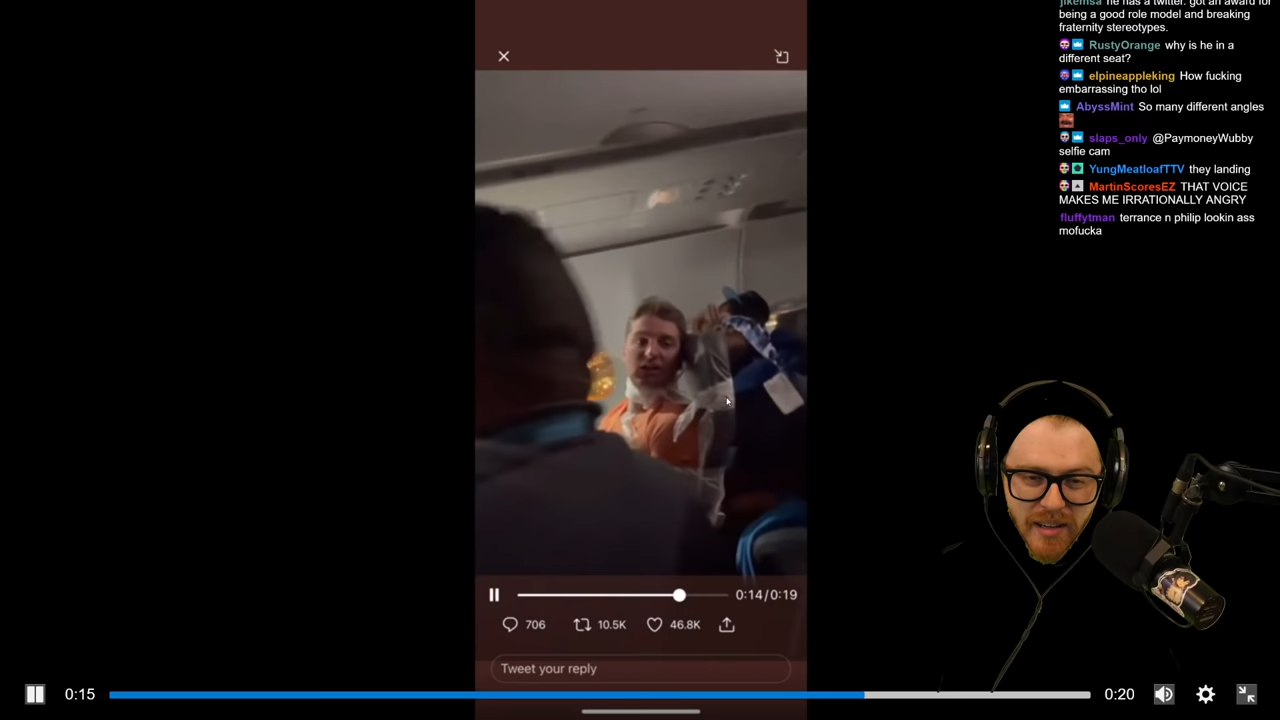 jikemsa he has a twitter. got an award for
being a good role model and breaking
fraternity stereotypes.
RustyOrange why is he in a
different seat?
elpineappleking How fucking
embarrassing tho lol
AbyssMint So many different angles
slaps_only @PaymoneyWubby
selfie cam
YungMeatloafTTV they landing
MartinScoresEZ THAT VOICE
MAKES ME IRRATIONALLY ANGRY
fluffytman terrance n philip lookin ass
mofucka
0:14/0:19
706 10.5K 46.8K
Tweet your reply
0:15 0:20